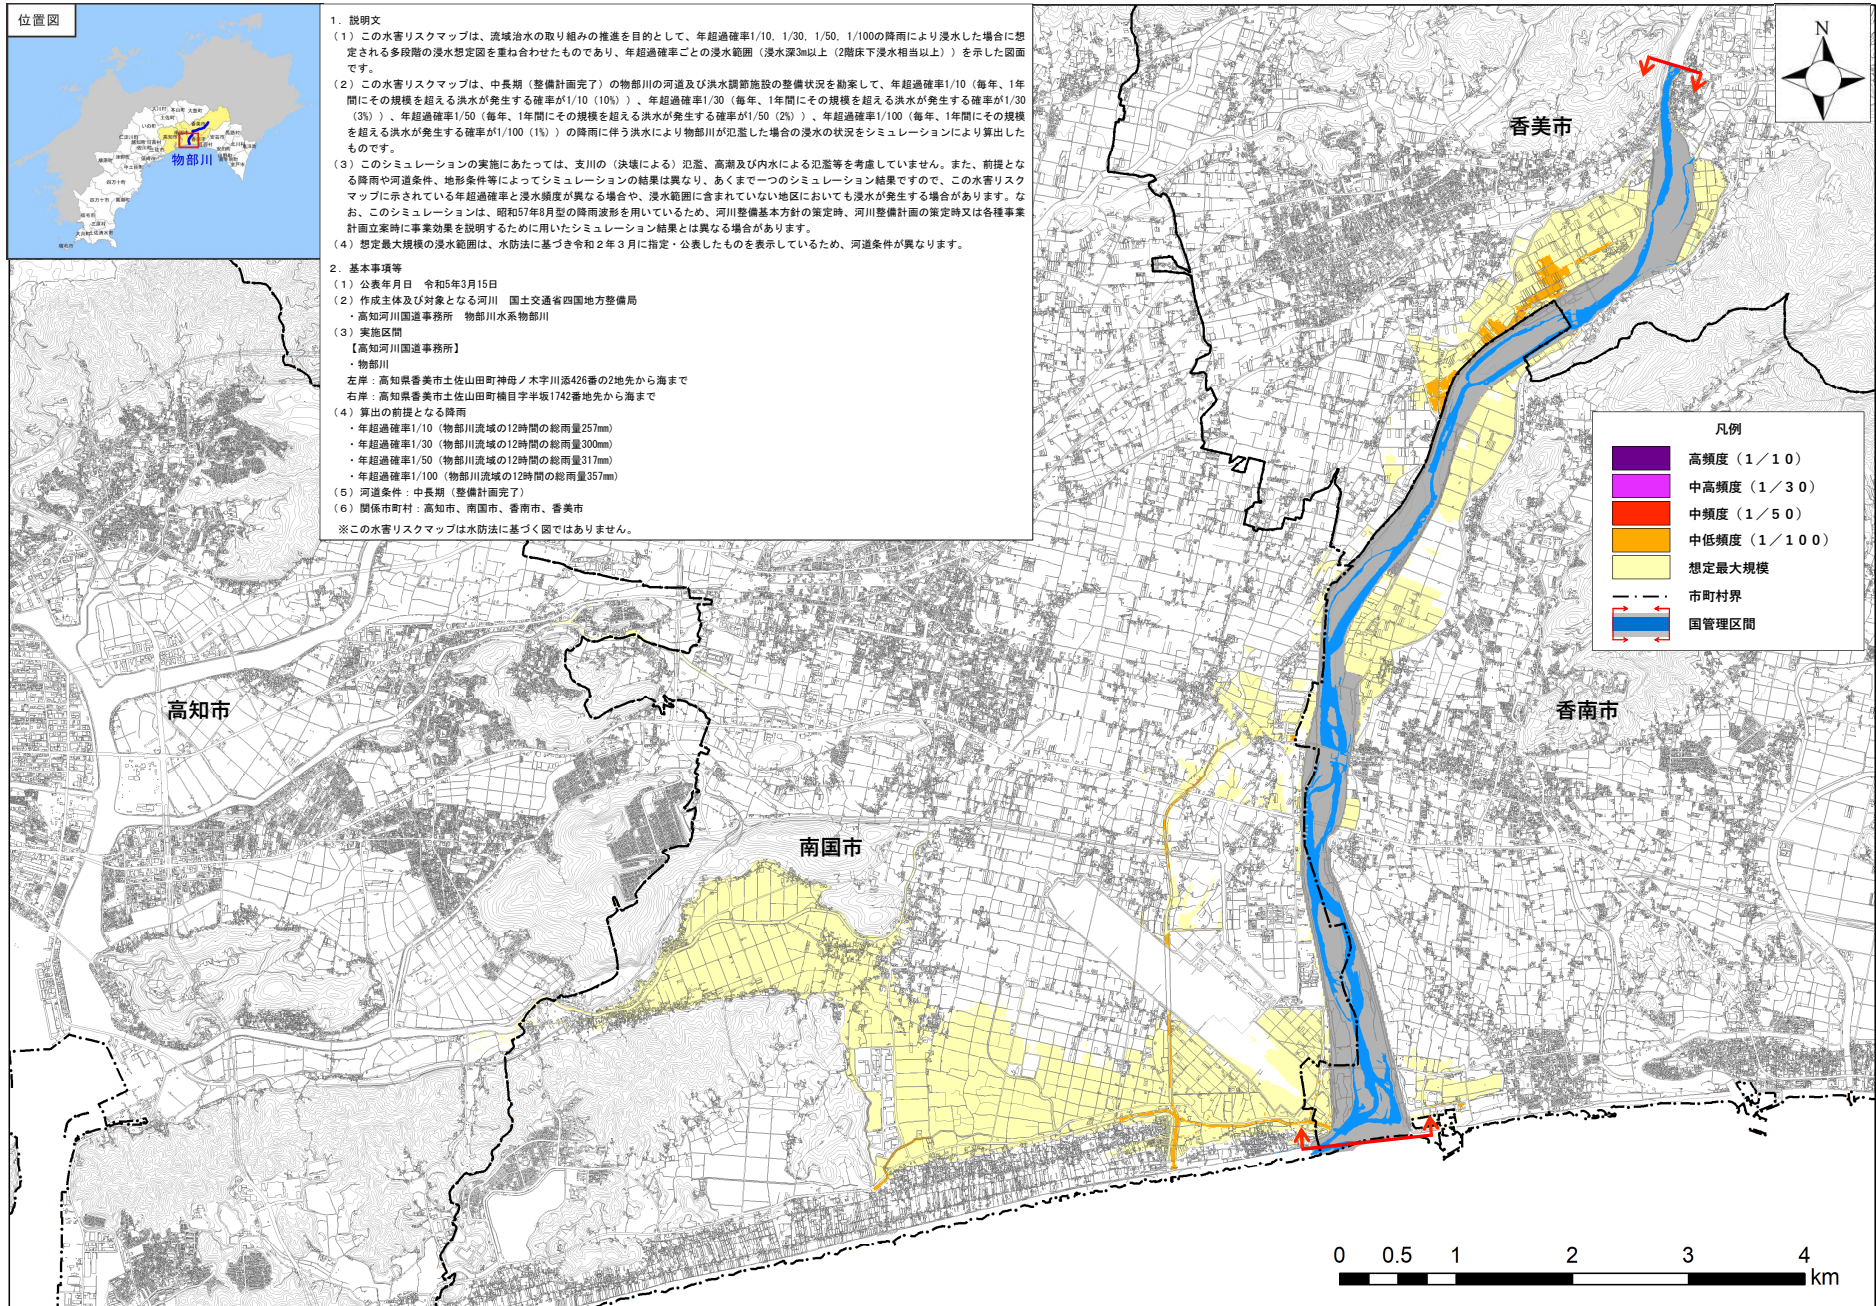 位置図
物部川
1. 説明文
(1) この水害リスクマップは、流域治水の取り組みの推進を目的として、年超過確率1/10, 1/30, 1/50, 1/100の降雨により浸水した場合に想
定される多段階の浸水想定図を重ね合わせたものであり、年超過確率ごとの浸水範囲（浸水深3m以上（2階床下浸水相当以上））を示した図面
です。
(2) この水害リスクマップは、中長期（整備計画完了）の物部川の河道及び洪水調節施設の整備状況を勘案して、年超過確率1/10（毎年、1年
間にその規模を超える洪水が発生する確率が1/10（10%））、年超過確率1/30（毎年、1年間にその規模を超える洪水が発生する確率が1/30
（3%））、年超過確率1/50（毎年、1年間にその規模を超える洪水が発生する確率が1/50（2%））、年超過確率1/100（毎年、1年間にその規模
を超える洪水が発生する確率が1/100（1%））の降雨に伴う洪水により物部川が氾濫した場合の浸水の状況をシミュレーションにより算出した
ものです。
(3) このシミュレーションの実施にあたっては、支川の（決壊による）氾濫、高潮及び内水による氾濫等を考慮していません。また、前提とな
る降雨や河道条件、地形条件等によってシミュレーションの結果は異なり、あくまで一つのシミュレーション結果ですので、この水害リスク
マップに示されている年超過確率と浸水頻度が異なる場合や、浸水範囲に含まれていない地区においても浸水が発生する場合があります。な
お、このシミュレーションは、昭和57年8月型の降雨波形を用いているため、河川整備基本方針の策定時、河川整備計画の策定時又は各種事業
計画立案時に事業効果を説明するために用いたシミュレーション結果とは異なる場合があります。
(4) 想定最大規模の浸水範囲は、水防法に基づき令和2年3月に指定・公表したものを表示しているため、河道条件が異なります。
2. 基本事項等
(1) 公表年月日 令和5年3月15日
(2) 作成主体及び対象となる河川 国土交通省四国地方整備局
・高知河川国道事務所 物部川水系物部川
(3) 実施区間
【高知河川国道事務所】
・物部川
左岸：高知県香美市土佐山田町神母ノ木字川添426番の2地先から海まで
右岸：高知県香美市土佐山田町楠目字半坂1742番地先から海まで
(4) 算出の前提となる降雨
・年超過確率1/10（物部川流域の12時間の総雨量257mm）
・年超過確率1/30（物部川流域の12時間の総雨量300mm）
・年超過確率1/50（物部川流域の12時間の総雨量317mm）
・年超過確率1/100（物部川流域の12時間の総雨量357mm）
(5) 河道条件：中長期（整備計画完了）
(6) 関係市町村：高知市、南国市、香南市、香美市
※この水害リスクマップは水防法に基づく図ではありません。
N
香美市
凡例
高頻度（1／10）
中高頻度（1／30）
中頻度（1／50）
中低頻度（1／100）
想定最大規模
市町村界
国管理区間
高知市
香南市
南国市
0 0.5 1 2 3 4
km